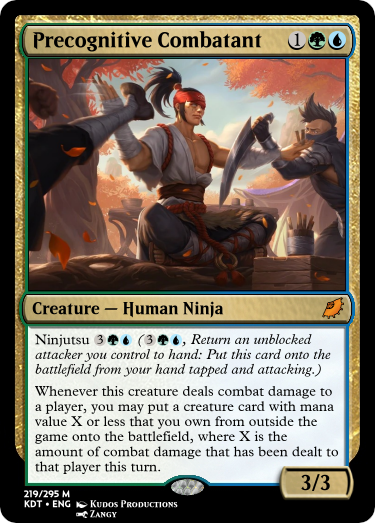 Precognitive Combatant 1
Creature — Human Ninja
Ninjutsu 3 (3, Return an unblocked
attacker you control to hand: Put this card onto the
battlefield from your hand tapped and attacking.)
Whenever this creature deals combat damage to
a player, you may put a creature card with mana
value X or less that you own from outside the
game onto the battlefield, where X is the
amount of combat damage that has been dealt to
that player this turn.
3/3
219/295 M
KDT • ENG Kudos Productions
Zangy